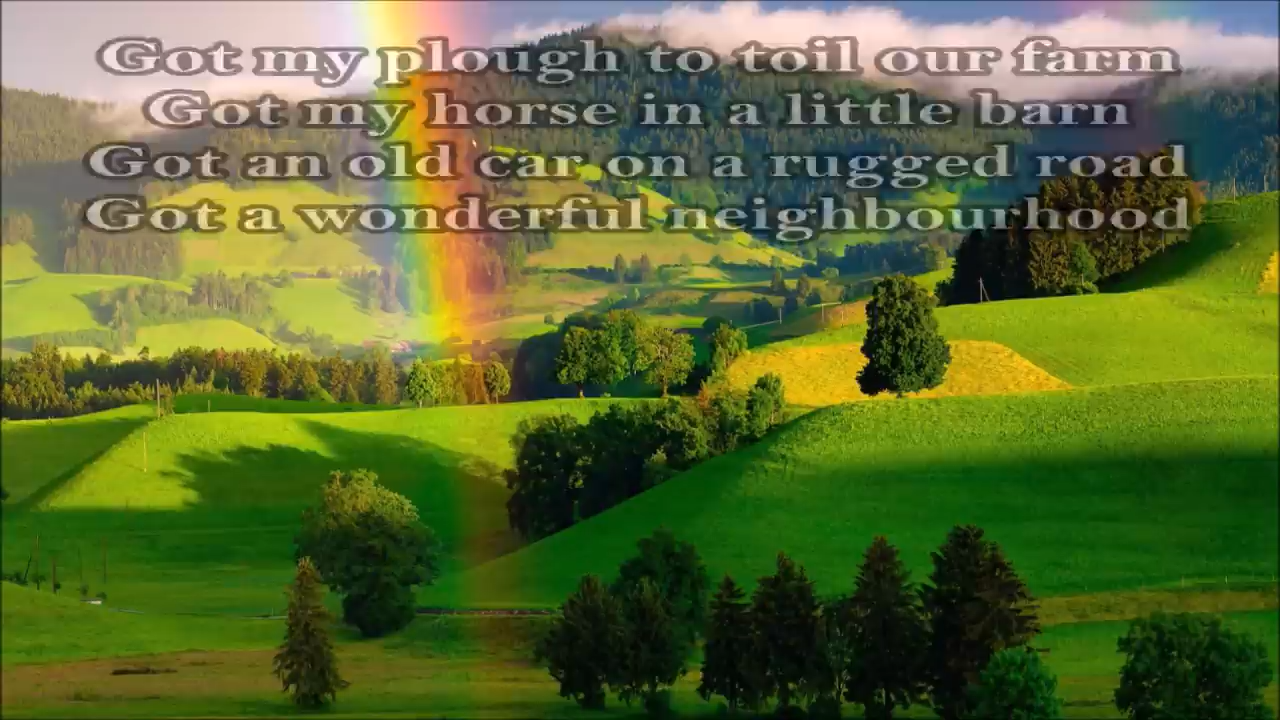 Got my plough to toil our farm
Got my horse in a little barn
Got an old car on a rugged road
Got a wonderful neighbourhood